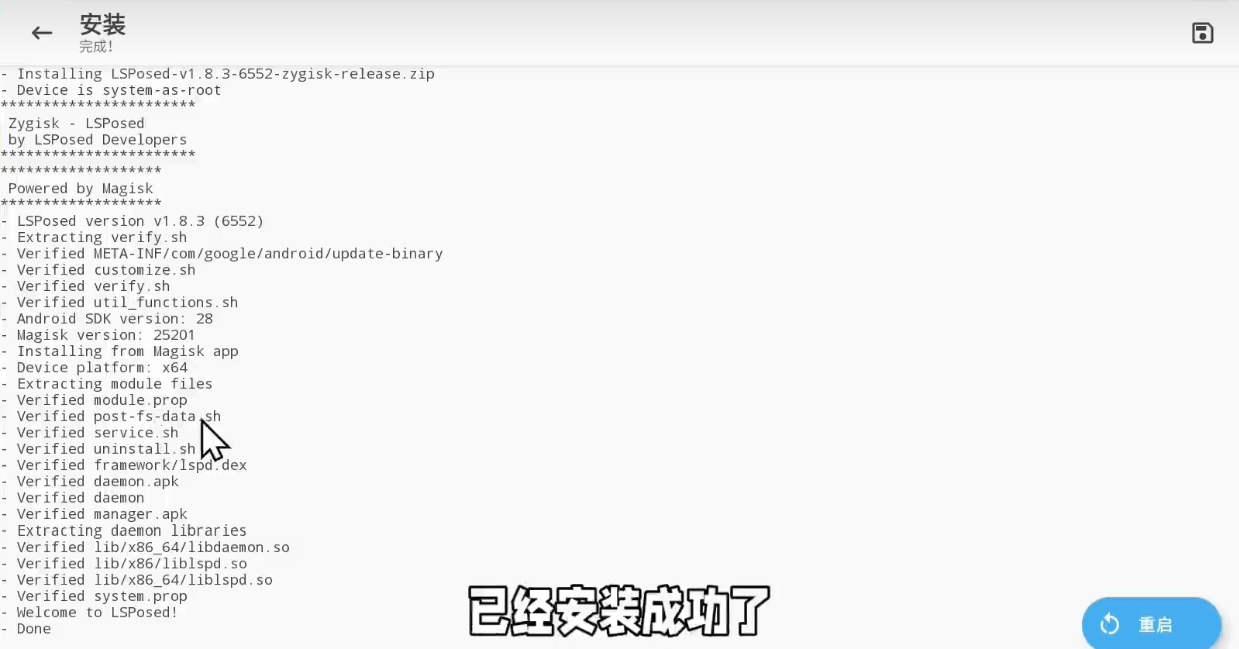 安装
完成!
- Installing LSPosed-v1.8.3-6552-zygisk-release.zip
- Device is system-as-root
***********************
Zygisk - LSPosed
by LSPosed Developers
***********************
*******************
Powered by Magisk
*******************
- LSPosed version v1.8.3 (6552)
- Extracting verify.sh
- Verified META-INF/com/google/android/update-binary
- Verified customize.sh
- Verified verify.sh
- Verified util_functions.sh
- Android SDK version: 28
- Magisk version: 25201
- Installing from Magisk app
- Device platform: x64
- Extracting module files
- Verified module.prop
- Verified post-fs-data.sh
- Verified service.sh
- Verified uninstall.sh
- Verified framework/lspd.dex
- Verified daemon.apk
- Verified daemon
- Verified manager.apk
- Extracting daemon libraries
- Verified lib/x86_64/libdaemon.so
- Verified lib/x86/liblspd.so
- Verified lib/x86_64/liblspd.so
- Verified system.prop
- Welcome to LSPosed!
- Done
已经安装成功了
重启